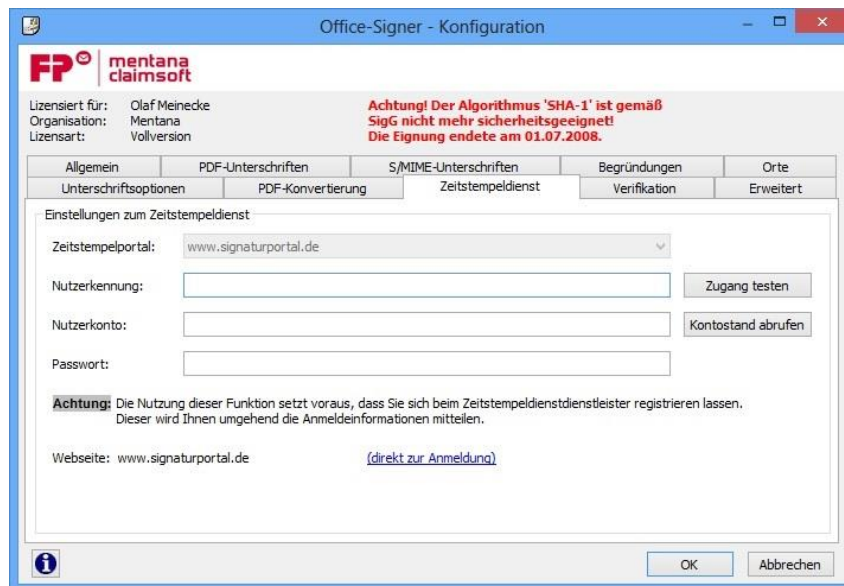 Office-Signer - Konfiguration
FP mentana
claimsoft
Lizensiert für: Olaf Meinecke
Organisation: Mentana
Lizensart: Vollversion
Achtung! Der Algorithmus 'SHA-1' ist gemäß
SigG nicht mehr sicherheitsgeeignet!
Die Eignung endete am 01.07.2008.
Allgemein PDF-Unterschriften S/MIME-Unterschriften Begründungen Orte
Unterschriftsoptionen PDF-Konvertierung Zeitstempeldienst Verifikation Erweitert
Einstellungen zum Zeitstempeldienst
Zeitstempelportal: www.signaturportal.de
Nutzerkennung: Zugang testen
Nutzerkonto: Kontostand abrufen
Passwort:
Achtung: Die Nutzung dieser Funktion setzt voraus, dass Sie sich beim Zeitstempeldienstdienstleister registrieren lassen.
Dieser wird Ihnen umgehend die Anmeldeinformationen mitteilen.
Webseite: www.signaturportal.de (direkt zur Anmeldung)
OK Abbrechen